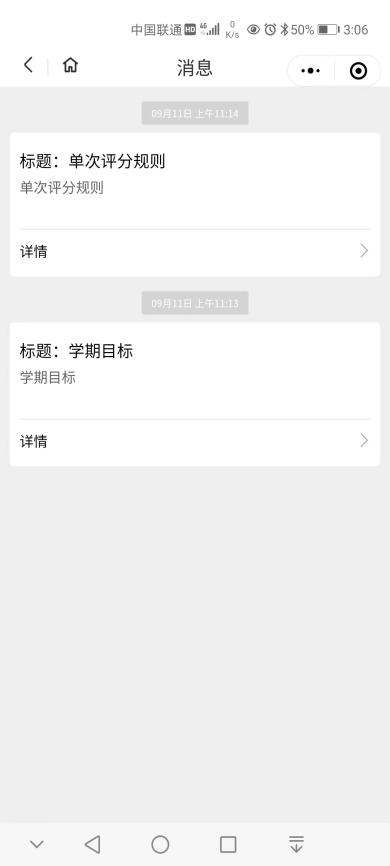 中国联通 HD 4G 0 K/s 50% 3:06
消息
09月11日 上午11:14
标题：单次评分规则
单次评分规则
详情
09月11日 上午11:13
标题：学期目标
学期目标
详情